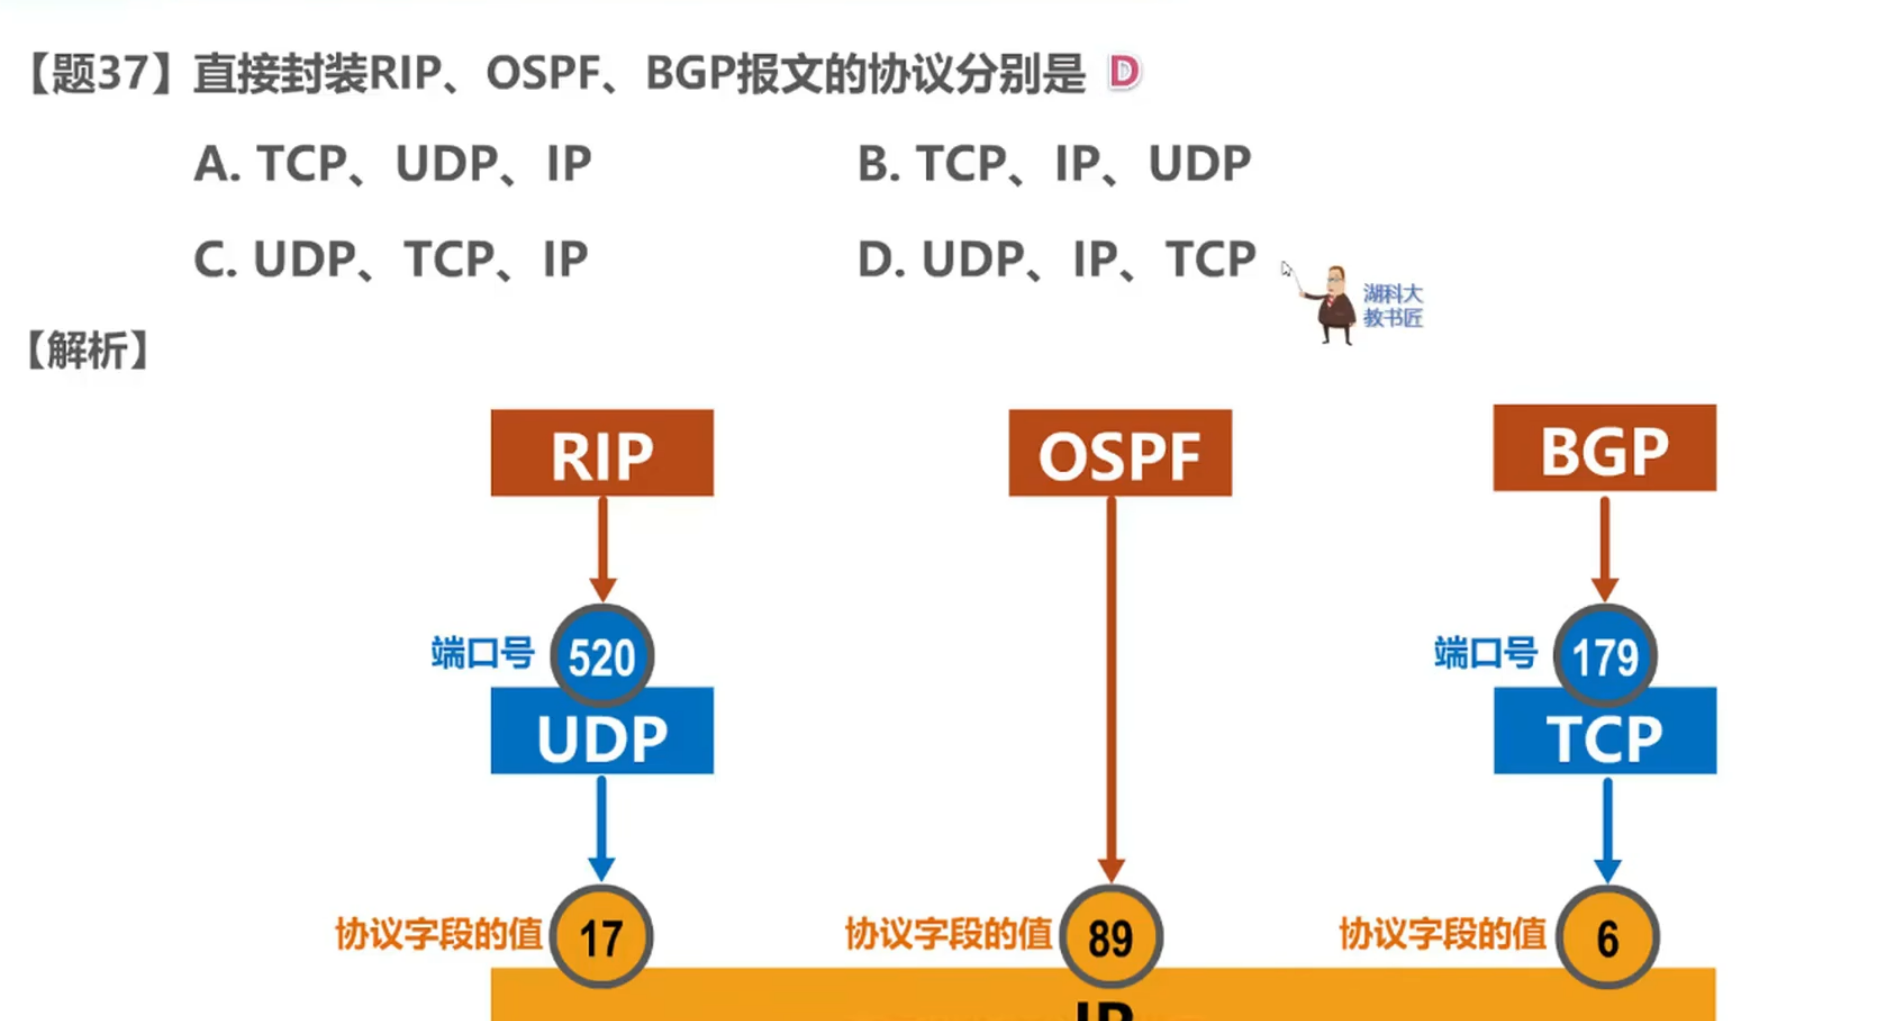 【题37】直接封装RIP、OSPF、BGP报文的协议分别是 D
A. TCP、UDP、IP B. TCP、IP、UDP
C. UDP、TCP、IP D. UDP、IP、TCP
湖科大
教书匠
【解析】
RIP OSPF BGP
端口号 520 端口号 179
UDP TCP
协议字段的值 17 协议字段的值 89 协议字段的值 6
IP